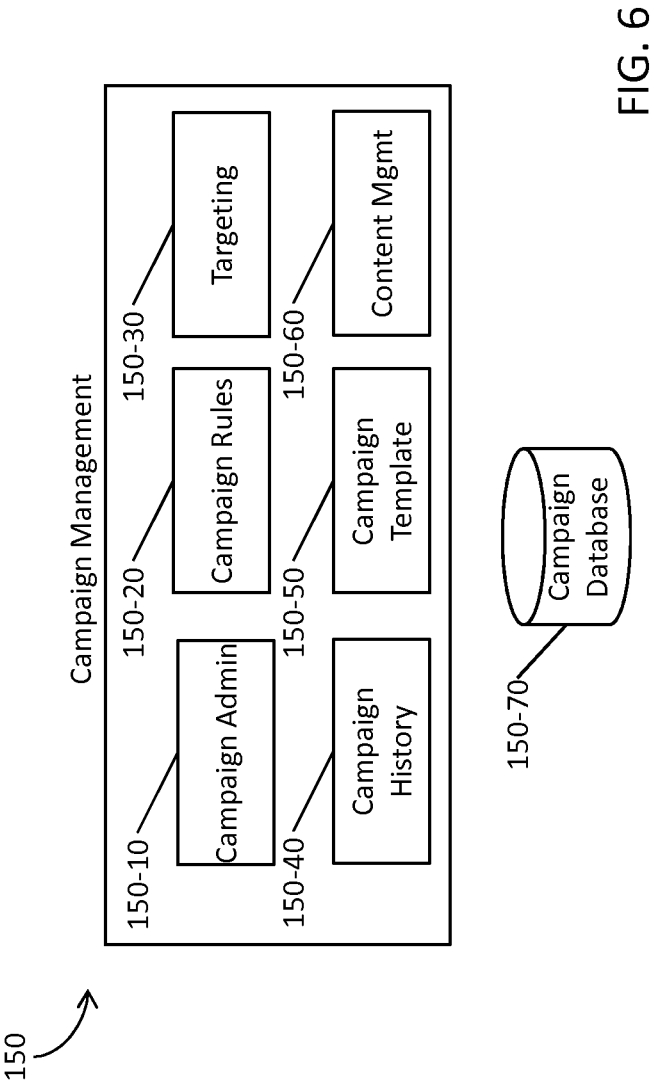 150
Campaign Management
150-10
150-20
150-30
Campaign Admin
Campaign Rules
Targeting
150-40
150-50
150-60
Campaign
History
Campaign
Template
Content Mgmt
150-70
Campaign
Database
FIG. 6